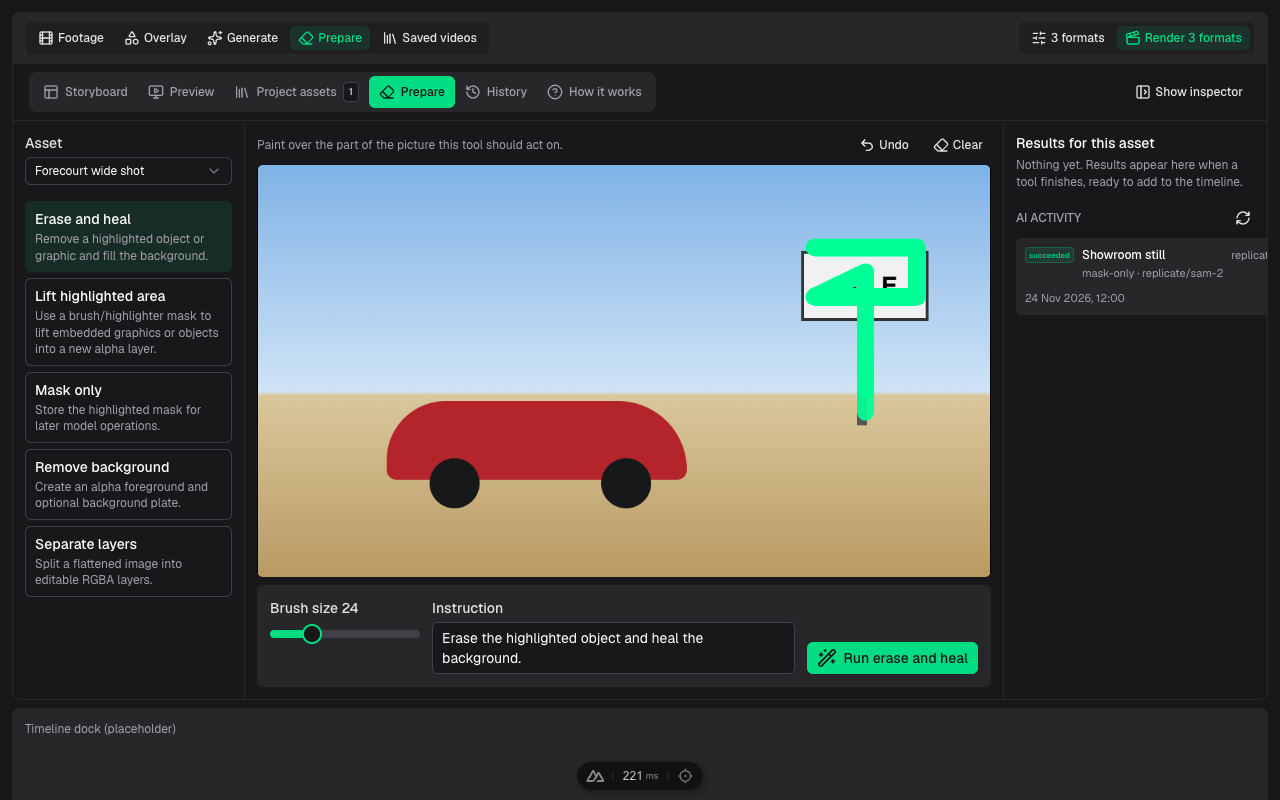 Footage
Overlay
Generate
Prepare
Saved videos
3 formats
Render 3 formats
Storyboard
Preview
Project assets 1
Prepare
History
How it works
Show inspector
Asset
Forecourt wide shot
Erase and heal
Remove a highlighted object or
graphic and fill the background.
Lift highlighted area
Use a brush/highlighter mask to
lift embedded graphics or objects
into a new alpha layer.
Mask only
Store the highlighted mask for
later model operations.
Remove background
Create an alpha foreground and
optional background plate.
Separate layers
Split a flattened image into
editable RGBA layers.
Paint over the part of the picture this tool should act on.
Undo
Clear
Brush size 24
Instruction
Erase the highlighted object and heal the
background.
Run erase and heal
Results for this asset
Nothing yet. Results appear here when a
tool finishes, ready to add to the timeline.
AI ACTIVITY
succeeded
Showroom still
mask-only · replicate/sam-2
24 Nov 2026, 12:00
Timeline dock (placeholder)
221 ms